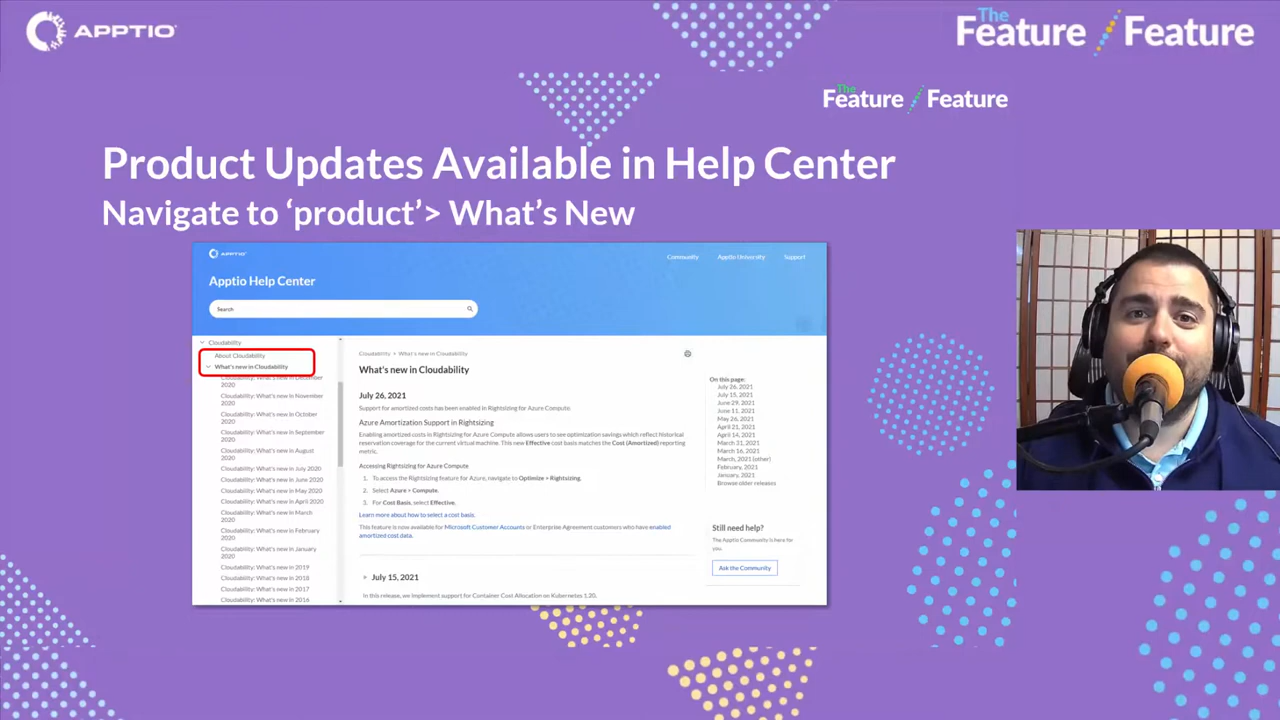 APPTIO
The
Feature / Feature
The
Feature / Feature
Product Updates Available in Help Center
Navigate to ‘product’> What’s New
APPTIO
Community
Apptio University
Support
Apptio Help Center
Search
Cloudability
About Cloudability
What's new in Cloudability
Cloudability: What's new in December
2020
Cloudability: What's new in November
2020
Cloudability: What's new in October
2020
Cloudability: What's new in September
2020
Cloudability: What's new in August
2020
Cloudability: What's new in July 2020
Cloudability: What's new in June 2020
Cloudability: What's new in May 2020
Cloudability: What's new in April 2020
Cloudability: What's new in March
2020
Cloudability: What's new in February
2020
Cloudability: What's new in January
2020
Cloudability: What's new in 2019
Cloudability: What's new in 2018
Cloudability: What's new in 2017
Cloudability: What's new in 2016
Cloudability > What's new in Cloudability
What's new in Cloudability
July 26, 2021
Support for amortized costs has been enabled in Rightsizing for Azure Compute.
Azure Amortization Support in Rightsizing
Enabling amortized costs in Rightsizing for Azure Compute allows users to see optimization savings which reflect historical
reservation coverage for the current virtual machine. This new Effective cost basis matches the Cost (Amortized) reporting
metric.
Accessing Rightsizing for Azure Compute
1. To access the Rightsizing feature for Azure, navigate to Optimize > Rightsizing.
2. Select Azure > Compute.
3. For Cost Basis, select Effective.
Learn more about how to select a cost basis.
This feature is now available for Microsoft Customer Accounts or Enterprise Agreement customers who have enabled
amortized cost data.
July 15, 2021
In this release, we implement support for Container Cost Allocation on Kubernetes 1.20.
On this page:
July 26, 2021
July 15, 2021
June 29, 2021
June 11, 2021
May 26, 2021
April 21, 2021
April 14, 2021
March 31, 2021
March 16, 2021
March, 2021 (other)
February, 2021
January, 2021
Browse older releases
Still need help?
The Apptio Community is here for
you.
Ask the Community